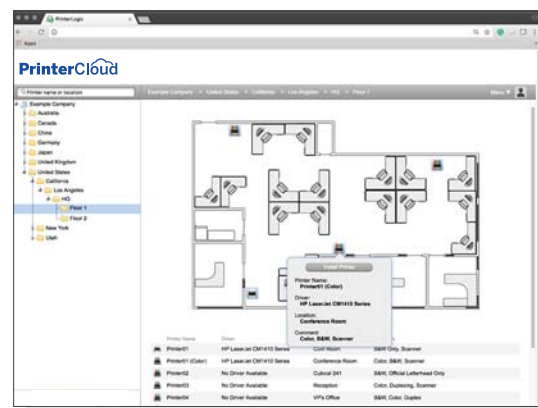 PrinterLogic
Apps
PrinterCloud
Printer name or location
Example Company > United States > California > Los Angeles > HQ > Floor 1
Menu
Example Company
Australia
Canada
China
Germany
Japan
United Kingdom
United States
California
Los Angeles
HQ
Floor 1
Floor 2
New York
Utah
Install Printer
Printer Name:
Printer01 (Color)
Driver:
HP LaserJet CM1410 Series
Location:
Conference Room
Comment:
Color, B&W, Scanner
Printer Name Driver
Printer01 HP LaserJet CM1410 Series Conf Room B&W Only, Scanner
Printer01 (Color) HP LaserJet CM1410 Series Conference Room Color, B&W, Scanner
Printer02 No Driver Available Cubical 241 B&W, Official Letterhead Only
Printer03 No Driver Available Reception Color, Duplexing, Scanner
Printer04 No Driver Available VP's Office B&W, Color, Duplex